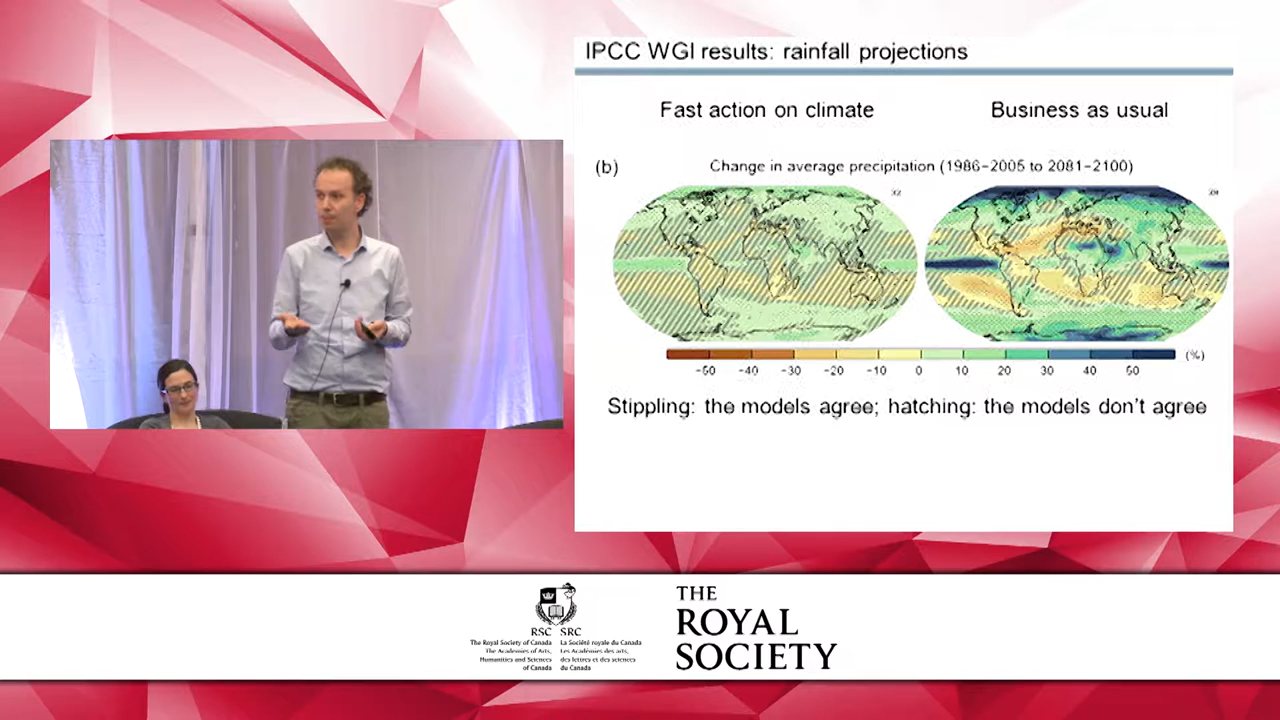 IPCC WGI results: rainfall projections
Fast action on climate
Business as usual
(b)
Change in average precipitation (1986–2005 to 2081–2100)
32
(%)
−50 −40 −30 −20 −10 0 10 20 30 40 50
Stippling: the models agree; hatching: the models don't agree
RSC SRC
The Royal Society of Canada
The Academies of Arts,
Humanities and Sciences
of Canada
La Société royale du Canada
Les Académies des arts,
des lettres et des sciences
du Canada
THE
ROYAL
SOCIETY